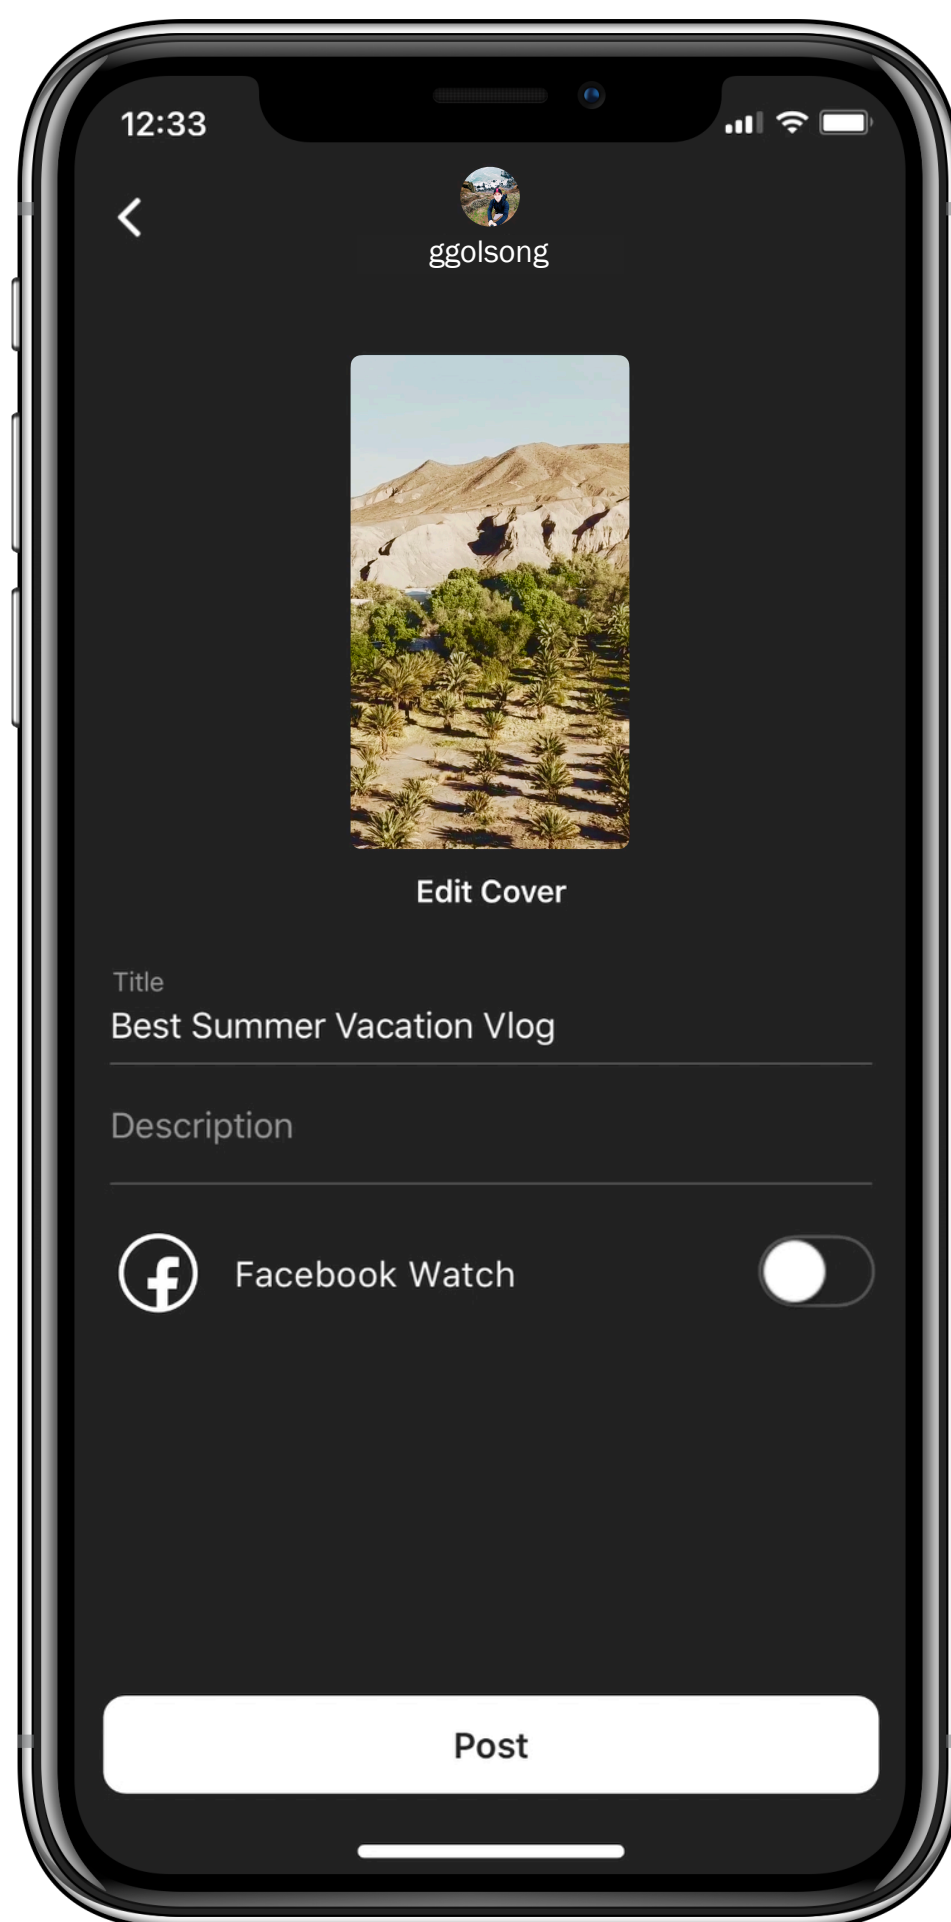 12:33
ggolsong
Edit Cover
Title
Best Summer Vacation Vlog
Description
Facebook Watch
Post